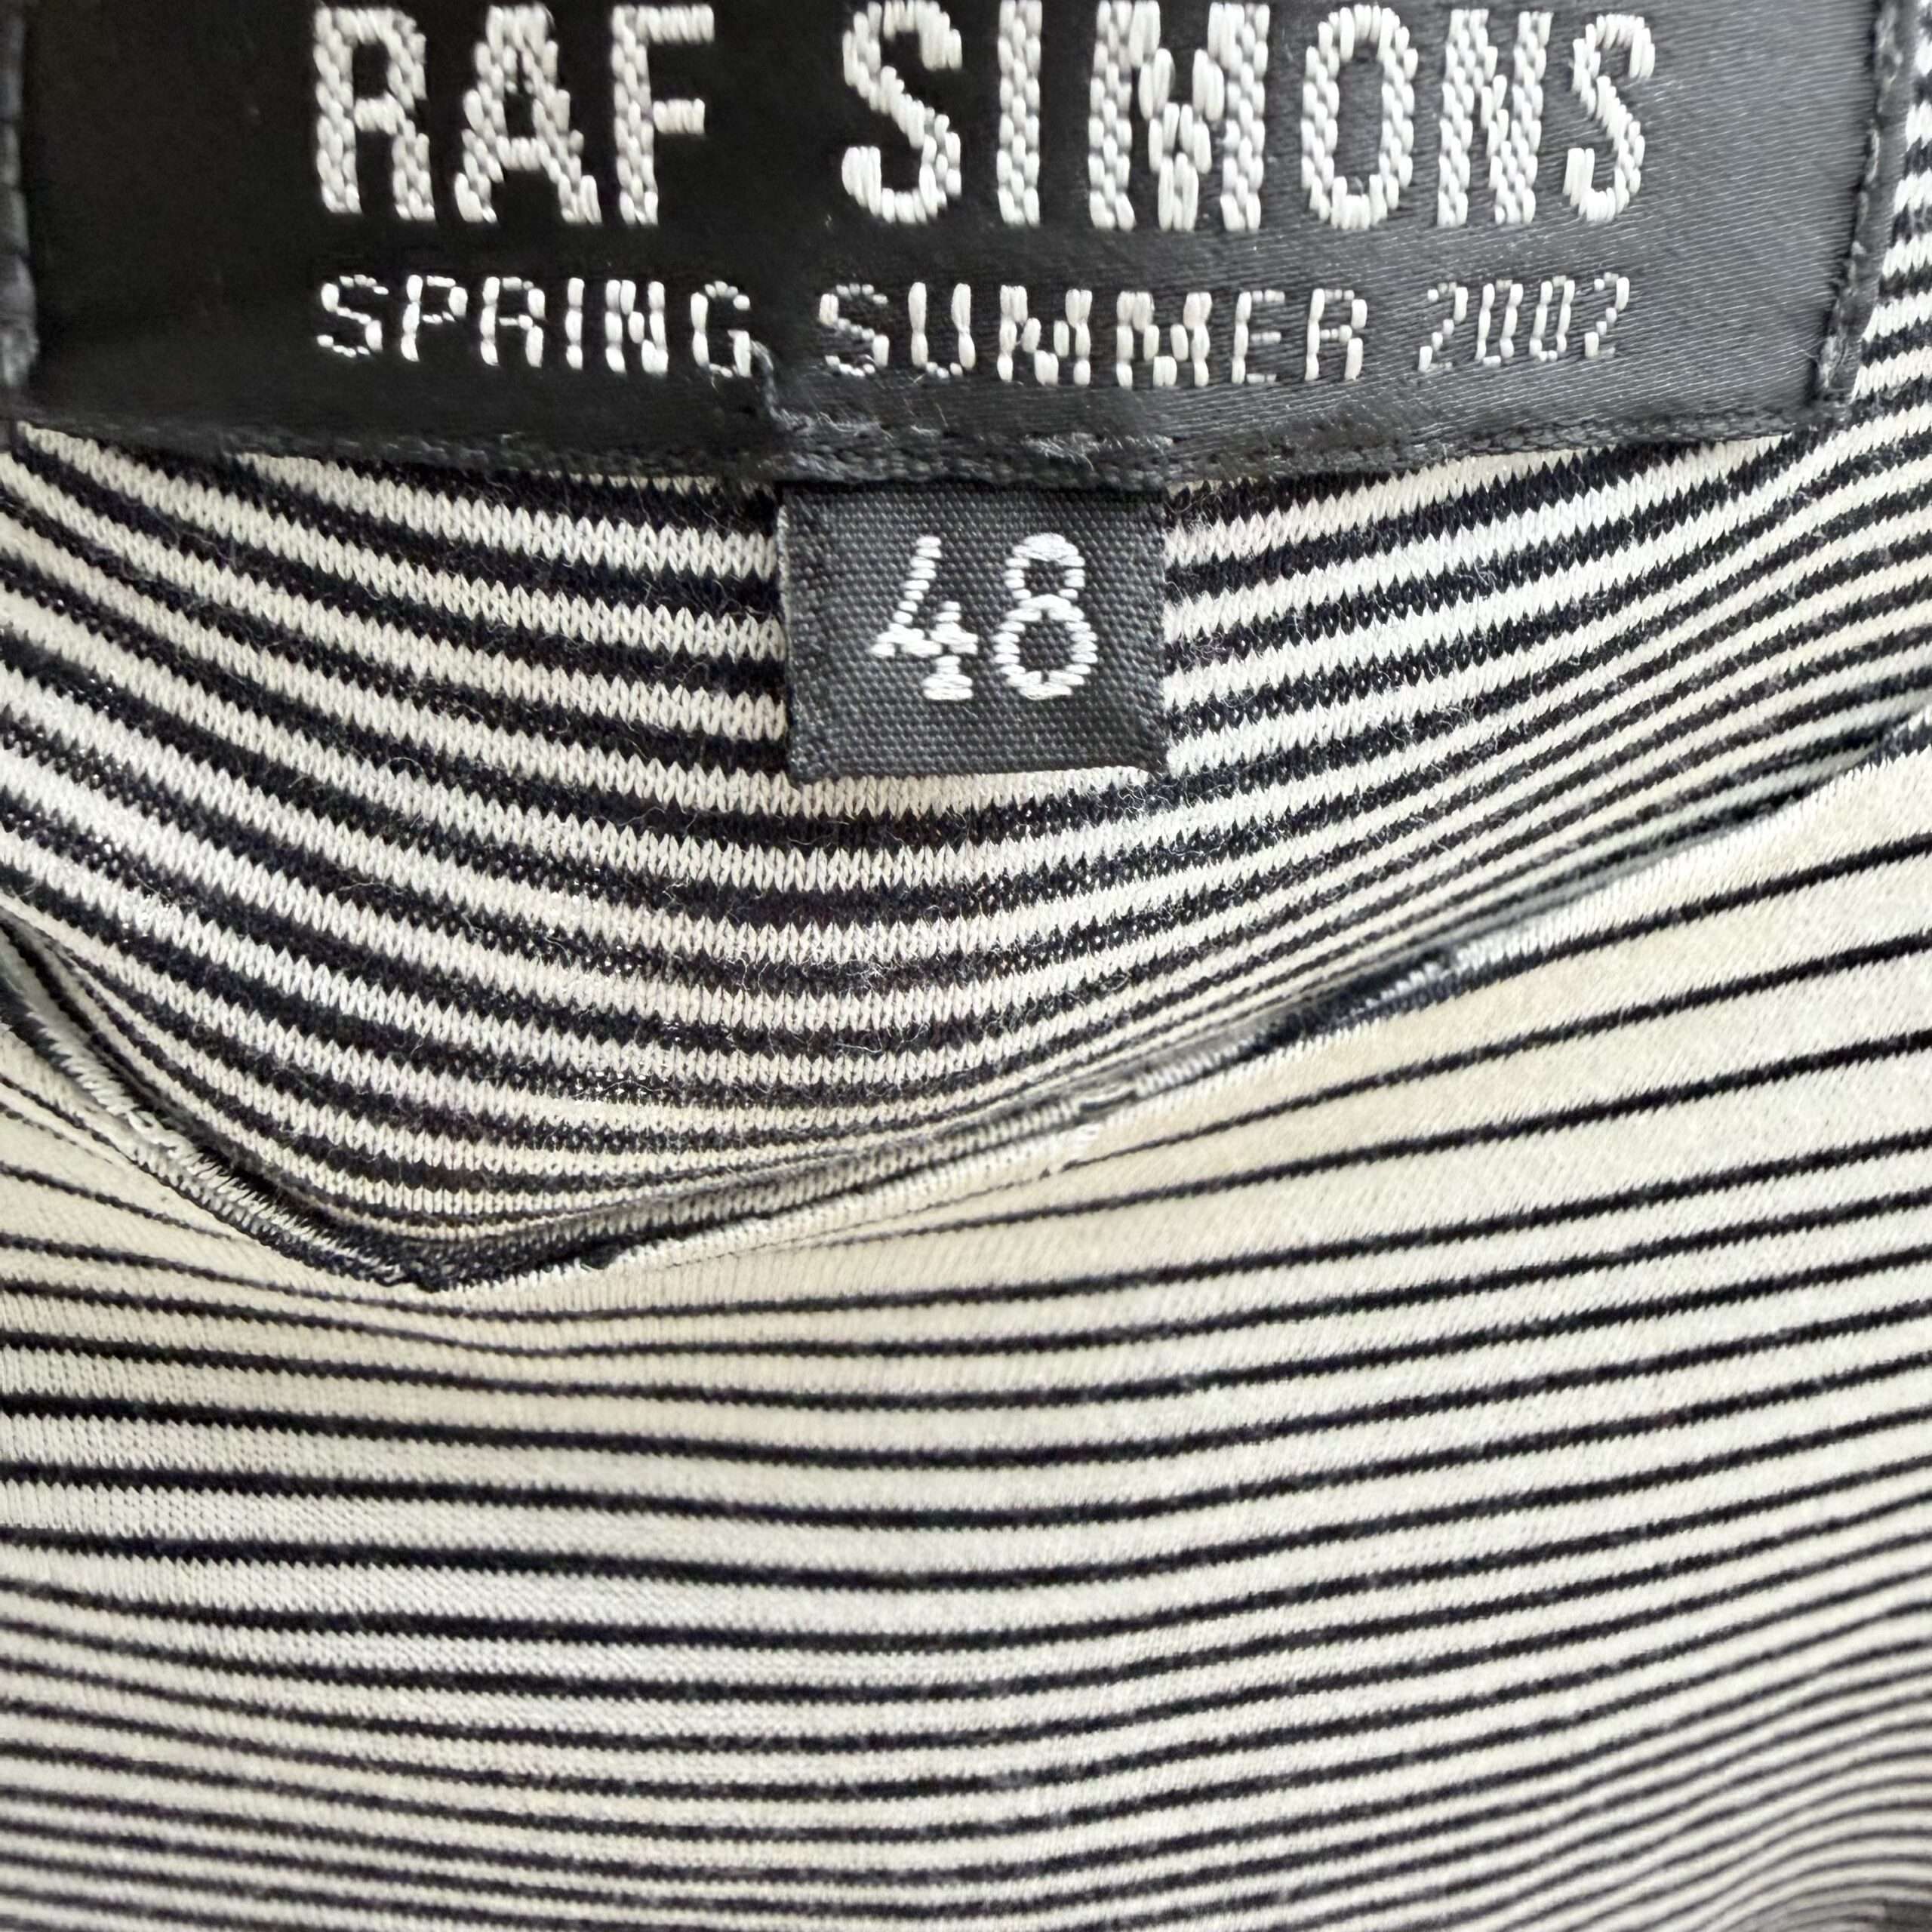 RAF SIMONS
SPRING SUMMER 2002
48